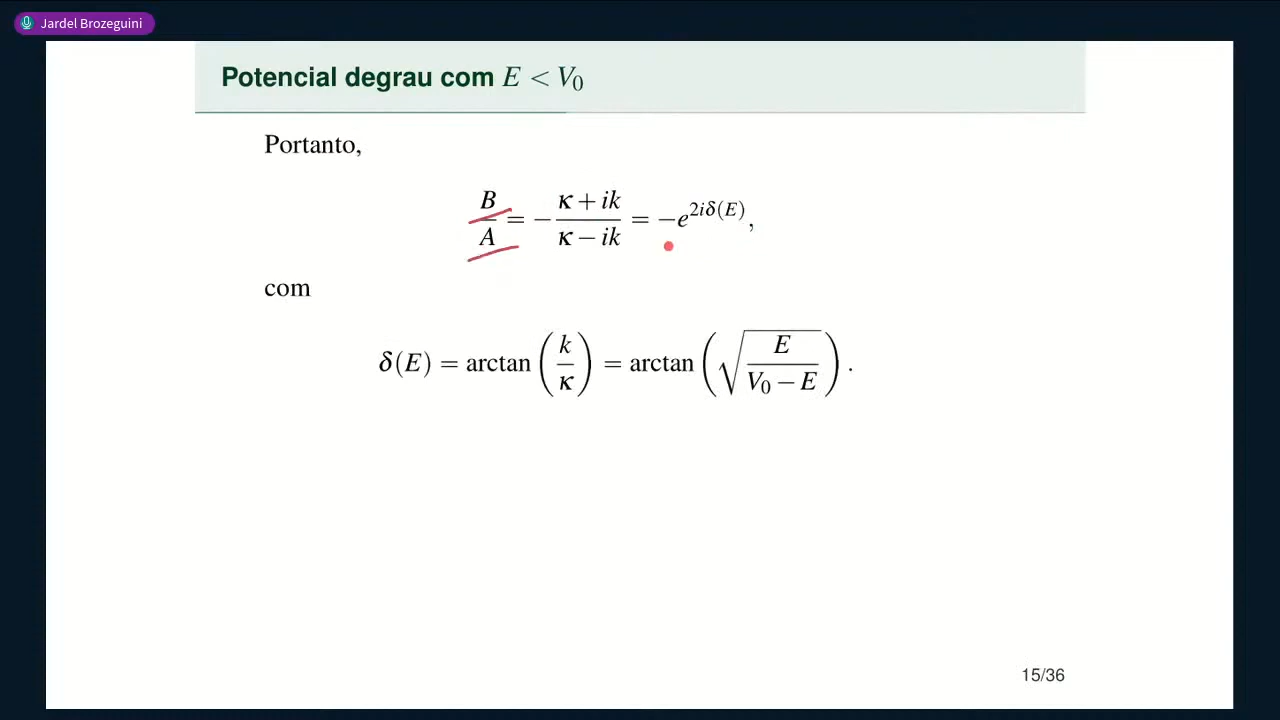 Jardel Brozeguini
Potencial degrau com E < V₀
Portanto,
B/A = − (κ + ik)/(κ − ik) = −e^{2iδ(E)},
com
δ(E) = arctan (k/κ) = arctan (√(E/(V₀ − E))).
15/36